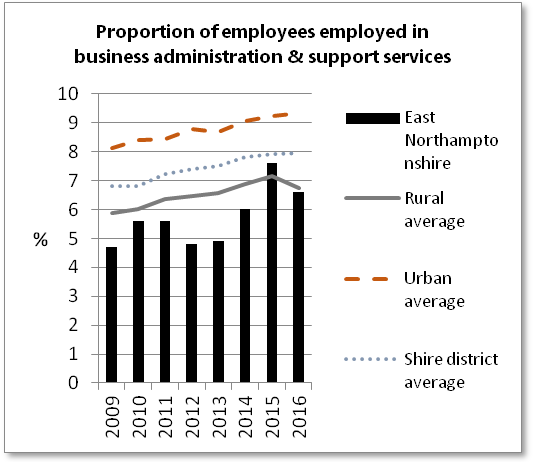 Proportion of employees employed in
business administration & support services
10
9
8
7
6
5
4
3
2
1
0
%
2009
2010
2011
2012
2013
2014
2015
2016
East
Northampto
nshire
Rural
average
Urban
average
Shire district
average